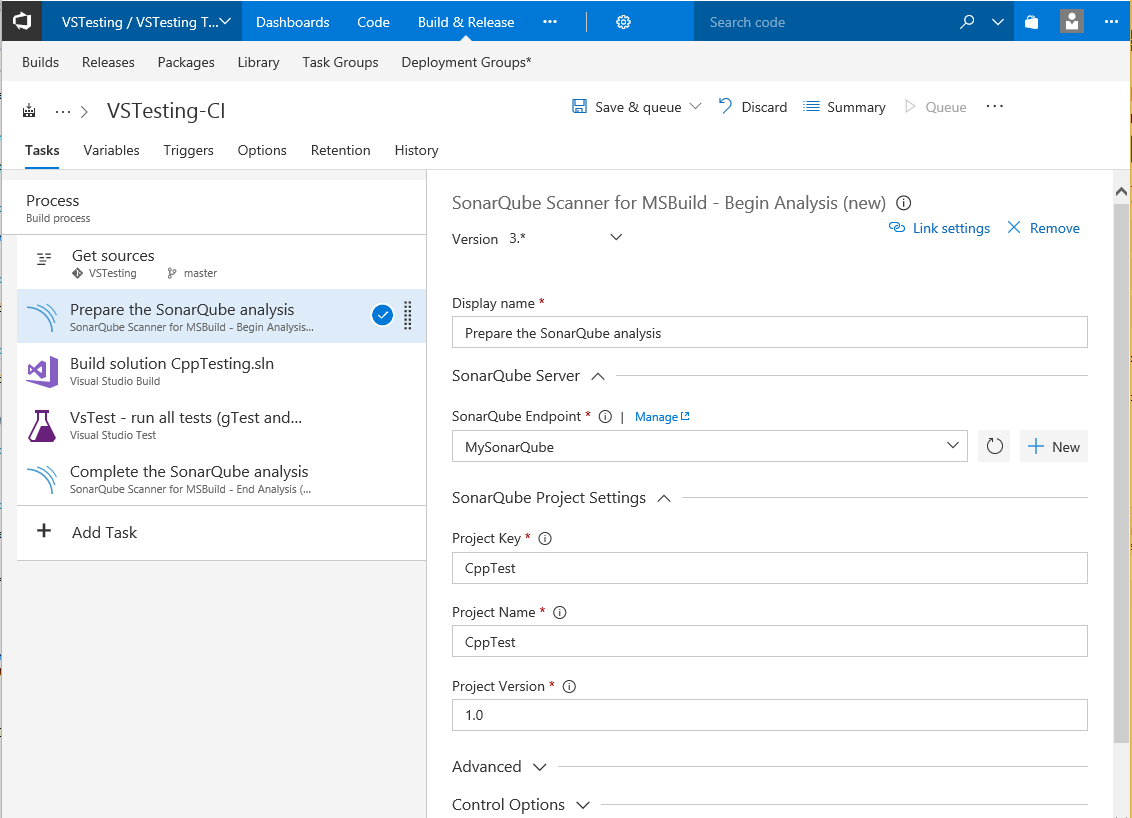 VSTesting / VSTesting T... Dashboards Code Build & Release ... Search code ...
Builds Releases Packages Library Task Groups Deployment Groups*
... VSTesting-CI Save & queue Discard Summary Queue ...
Tasks Variables Triggers Options Retention History
Process
Build process
Get sources
VSTesting master
Prepare the SonarQube analysis
SonarQube Scanner for MSBuild - Begin Analysis...
Build solution CppTesting.sln
Visual Studio Build
VsTest - run all tests (gTest and...
Visual Studio Test
Complete the SonarQube analysis
SonarQube Scanner for MSBuild - End Analysis (...
+ Add Task
SonarQube Scanner for MSBuild - Begin Analysis (new)
Link settings Remove
Version 3.*
Display name *
Prepare the SonarQube analysis
SonarQube Server
SonarQube Endpoint * | Manage
MySonarQube
New
SonarQube Project Settings
Project Key *
CppTest
Project Name *
CppTest
Project Version *
1.0
Advanced
Control Options